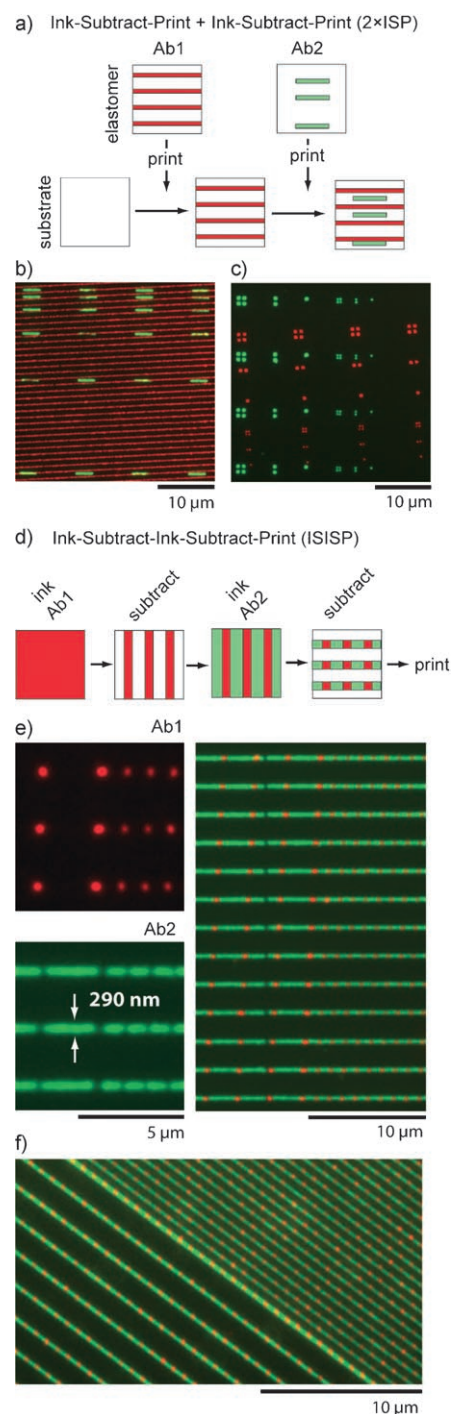 a) Ink-Subtract-Print + Ink-Subtract-Print (2×ISP)
Ab1
Ab2
elastomer
print
print
substrate
b)
c)
10 µm
10 µm
d) Ink-Subtract-Ink-Subtract-Print (ISISP)
ink
Ab1
subtract
ink
Ab2
subtract
print
e)
Ab1
Ab2
290 nm
5 µm
10 µm
f)
10 µm